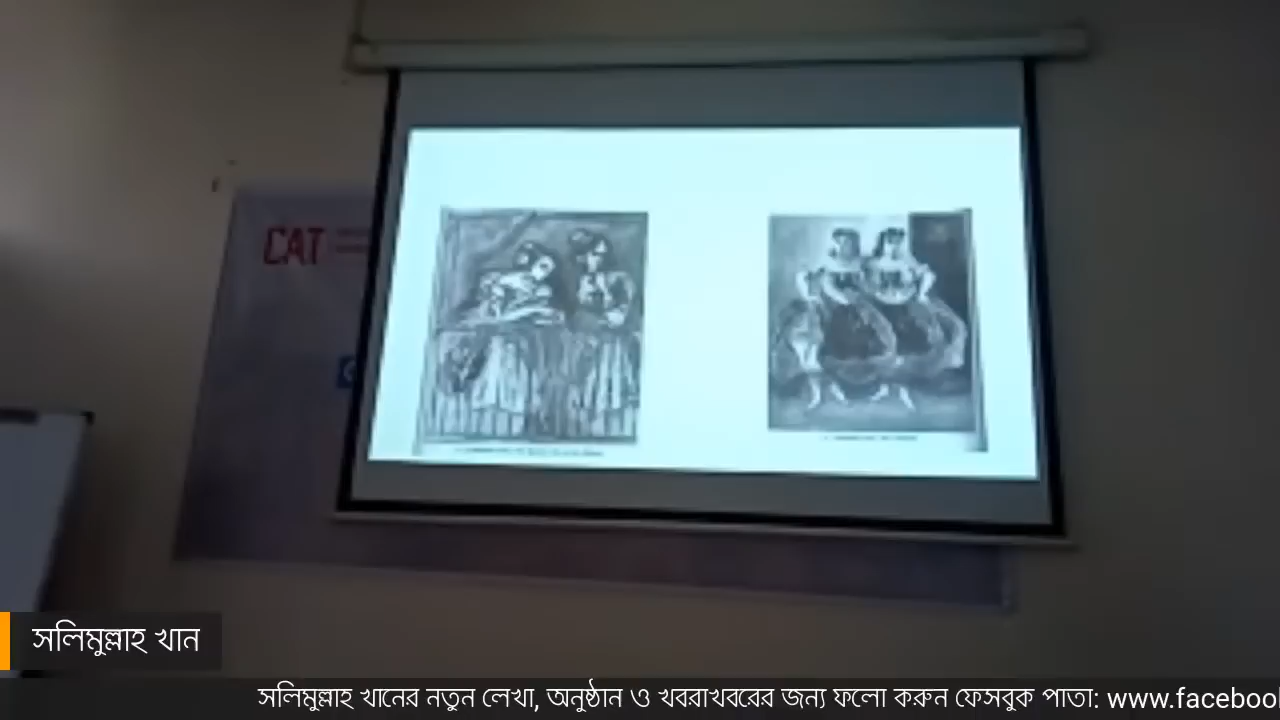 CAT
সলিমুল্লাহ খান
সলিমুল্লাহ খানের নতুন লেখা, অনুষ্ঠান ও খবরাখবরের জন্য ফলো করুন ফেসবুক পাতা: www.faceboo